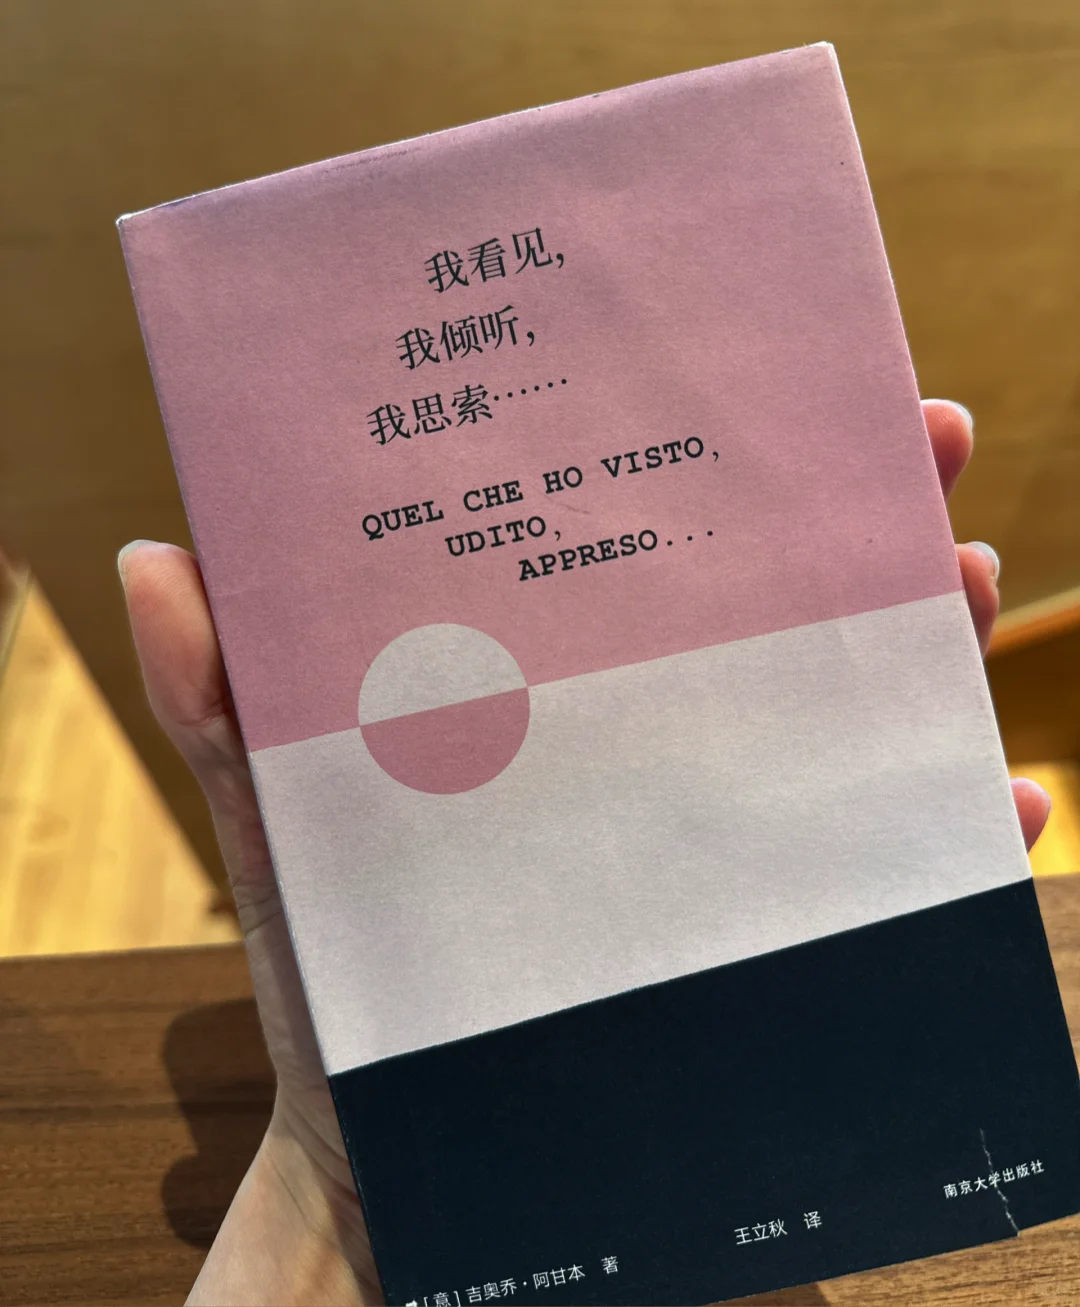 我看见，
我倾听，
我思索……
QUEL CHE HO VISTO,
UDITO,
APPRESO...
南京大学出版社
王立秋 译
[意] 吉奥乔·阿甘本 著